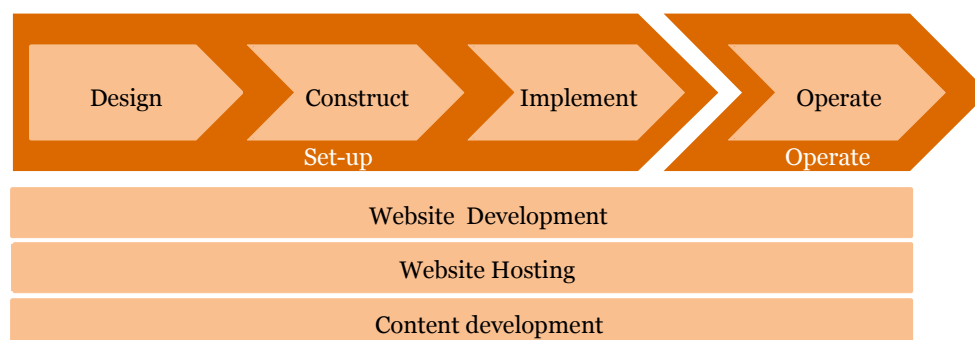 Design
Construct
Implement
Operate
Set-up
Operate
Website  Development
Website Hosting
Content development